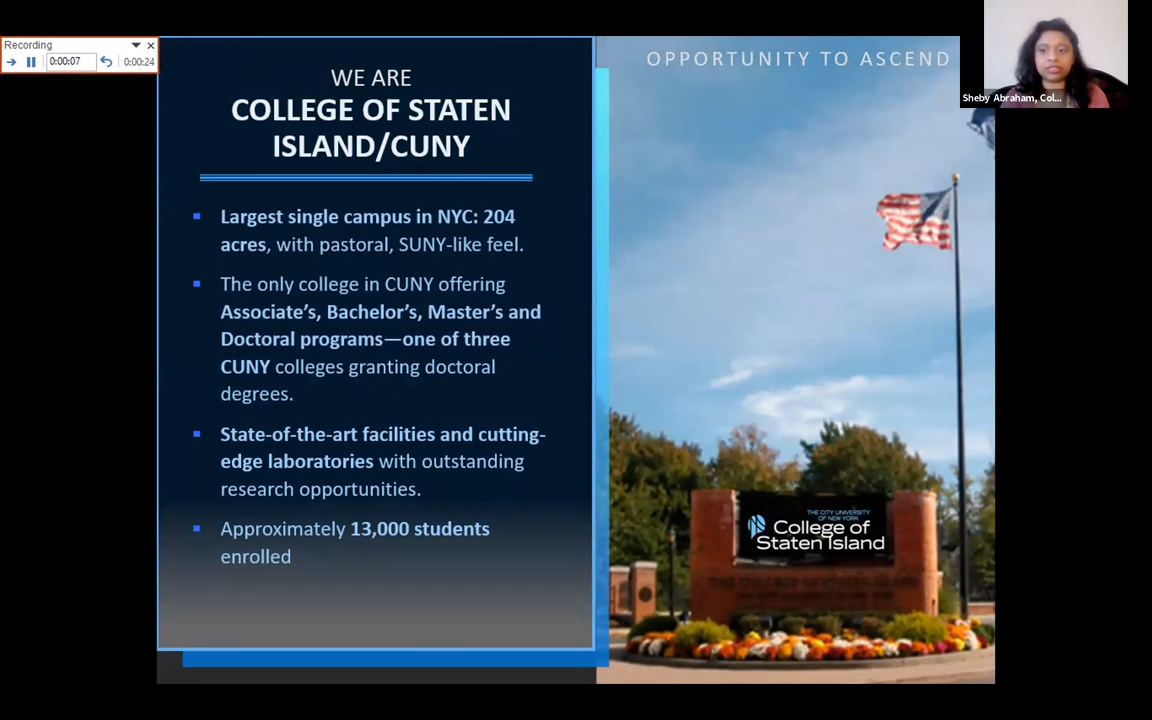 Recording
0:00:07
0:00:24
WE ARE
COLLEGE OF STATEN
ISLAND/CUNY
▪ Largest single campus in NYC: 204
acres, with pastoral, SUNY-like feel.
▪ The only college in CUNY offering
Associate’s, Bachelor’s, Master’s and
Doctoral programs—one of three
CUNY colleges granting doctoral
degrees.
▪ State-of-the-art facilities and cutting-
edge laboratories with outstanding
research opportunities.
▪ Approximately 13,000 students
enrolled
OPPORTUNITY TO ASCEND
Sheby Abraham, Col...
THE CITY UNIVERSITY
OF NEW YORK
College of
Staten Island